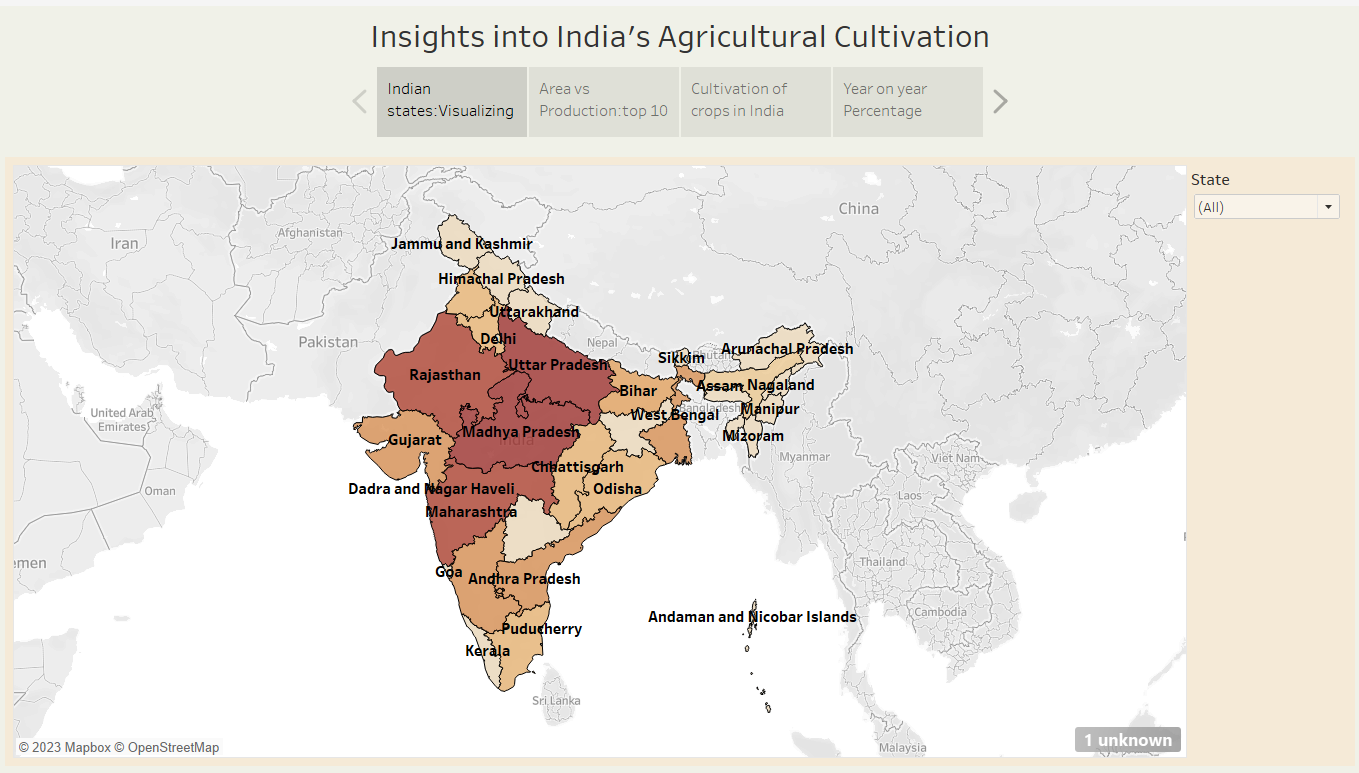 Insights into India's Agricultural Cultivation
Indian
states:Visualizing
Area vs
Production:top 10
Cultivation of
crops in India
Year on year
Percentage
State
(All)
China
Afghanistan
Iran
Jammu and Kashmir
Himachal Pradesh
Uttarakhand
Pakistan
Delhi
Nepal
Arunachal Pradesh
Sikkim
Bhutan
Uttar Pradesh
Rajasthan
Assam
Nagaland
Bihar
United Arab
Emirates
Bangladesh
Manipur
West Bengal
Madhya Pradesh
India
Gujarat
Mizoram
Myanmar
Viet Nam
Chhattisgarh
Dadra and Nagar Haveli
Odisha
Oman
Laos
Maharashtra
emen
Thailand
Goa
Andhra Pradesh
Cambodia
Andaman and Nicobar Islands
Puducherry
Kerala
Sri Lanka
Malaysia
1 unknown
© 2023 Mapbox © OpenStreetMap